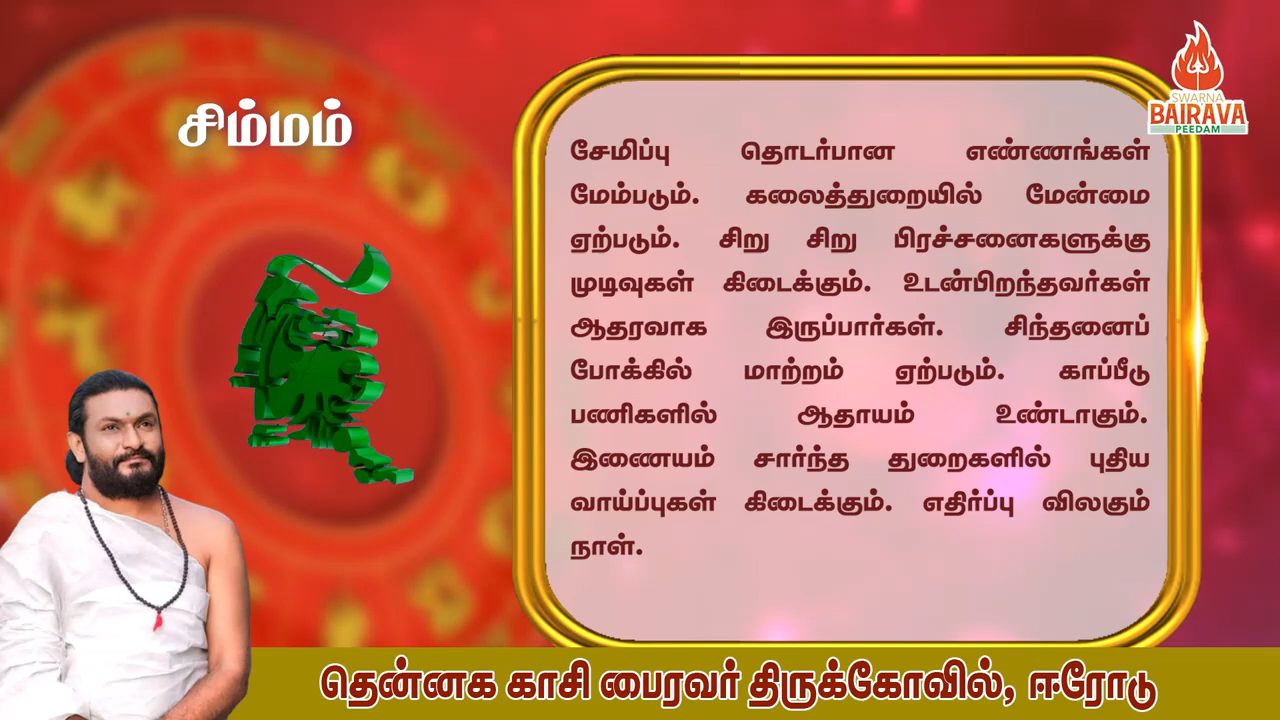 சிம்மம்
SWARNA
BAIRAVA
PEEDAM
சேமிப்பு தொடர்பான எண்ணங்கள்
மேம்படும். கலைத்துறையில் மேன்மை
ஏற்படும். சிறு சிறு பிரச்சனைகளுக்கு
முடிவுகள் கிடைக்கும். உடன்பிறந்தவர்கள்
ஆதரவாக இருப்பார்கள். சிந்தனைப்
போக்கில் மாற்றம் ஏற்படும். காப்பீடு
பணிகளில் ஆதாயம் உண்டாகும்.
இணையம் சார்ந்த துறைகளில் புதிய
வாய்ப்புகள் கிடைக்கும். எதிர்ப்பு விலகும்
நாள்.
தென்னக காசி பைரவர் திருக்கோவில், ஈரோடு